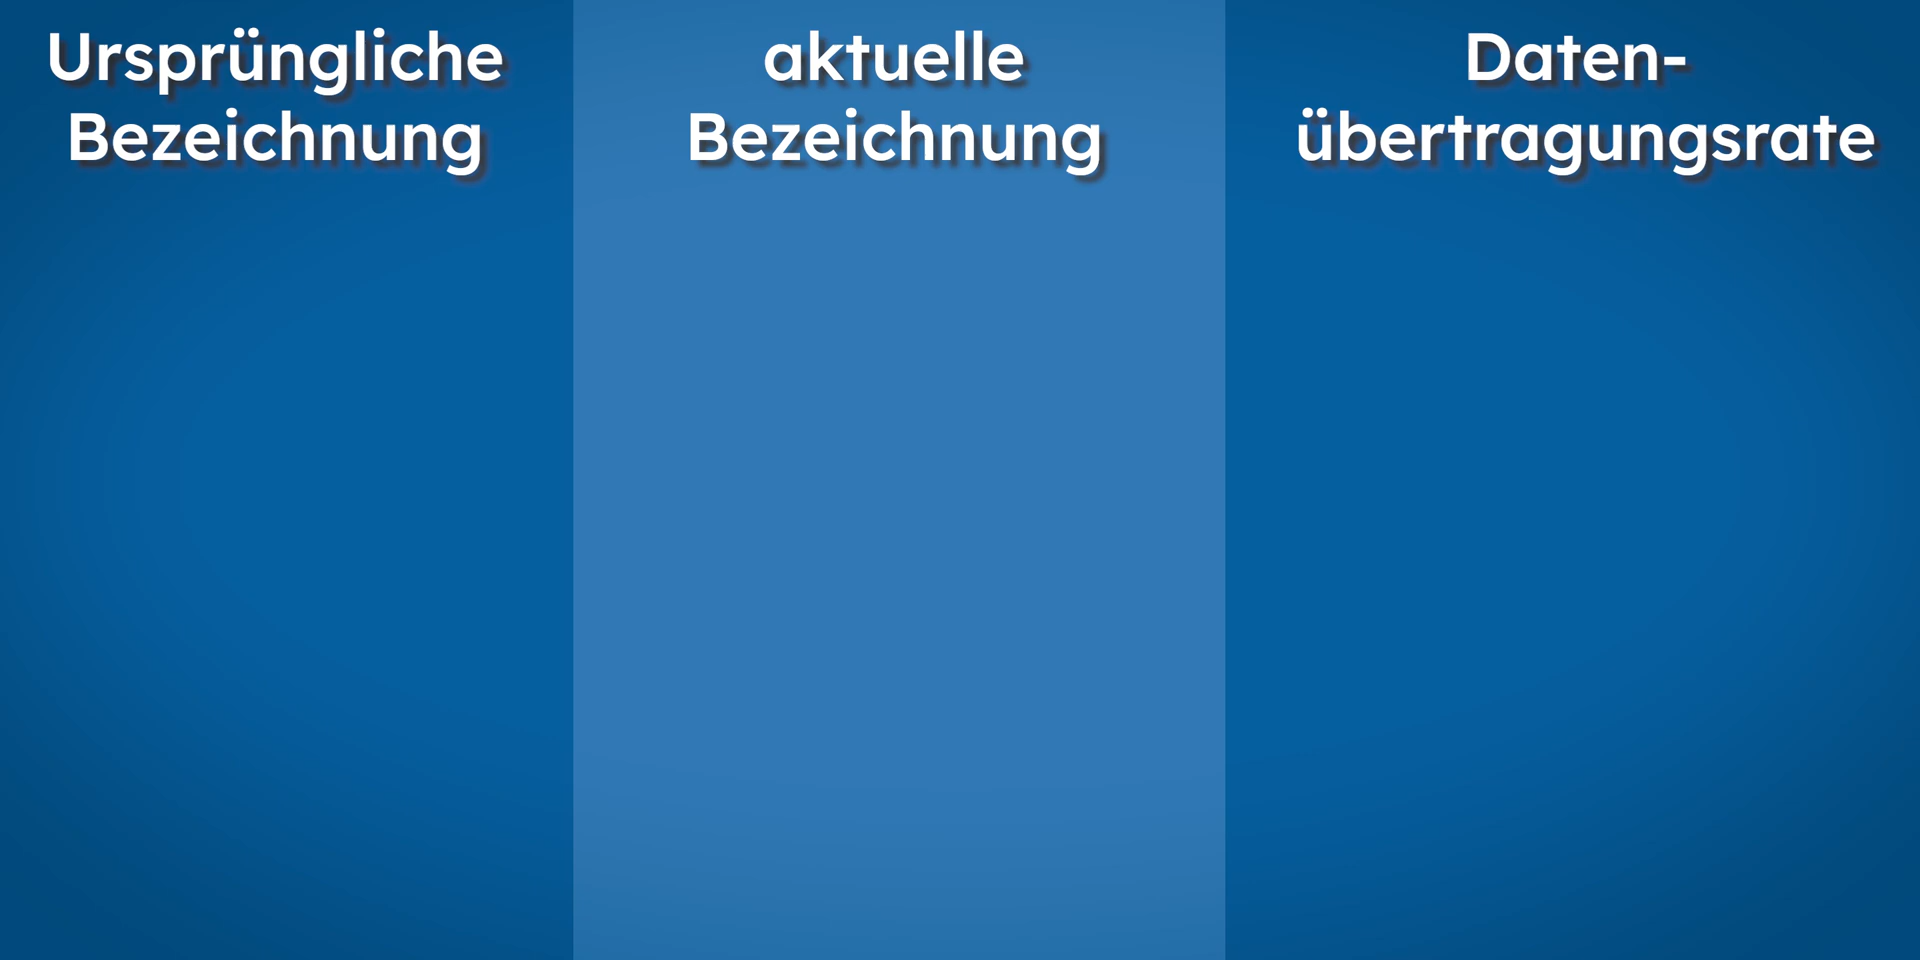 Ursprüngliche
Bezeichnung
aktuelle
Bezeichnung
Daten-
übertragungsrate